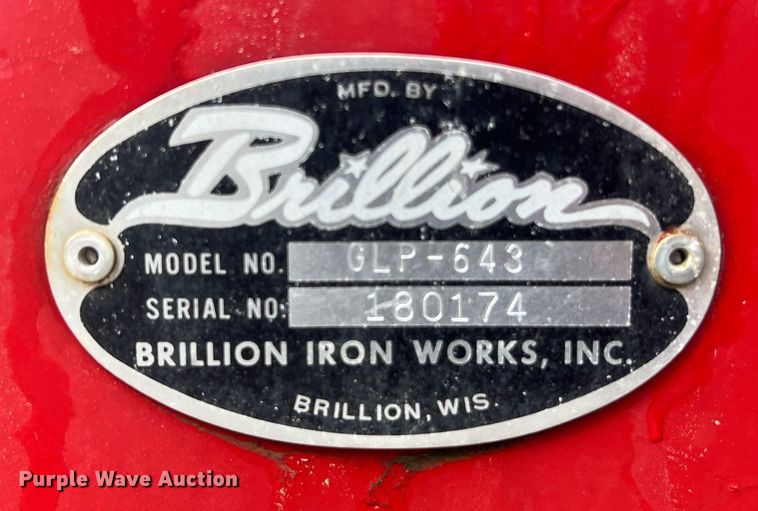 MFD. BY
Brillion
MODEL NO. GLP-643
SERIAL NO. 180174
BRILLION IRON WORKS, INC.
BRILLION, WIS.
Purple Wave Auction